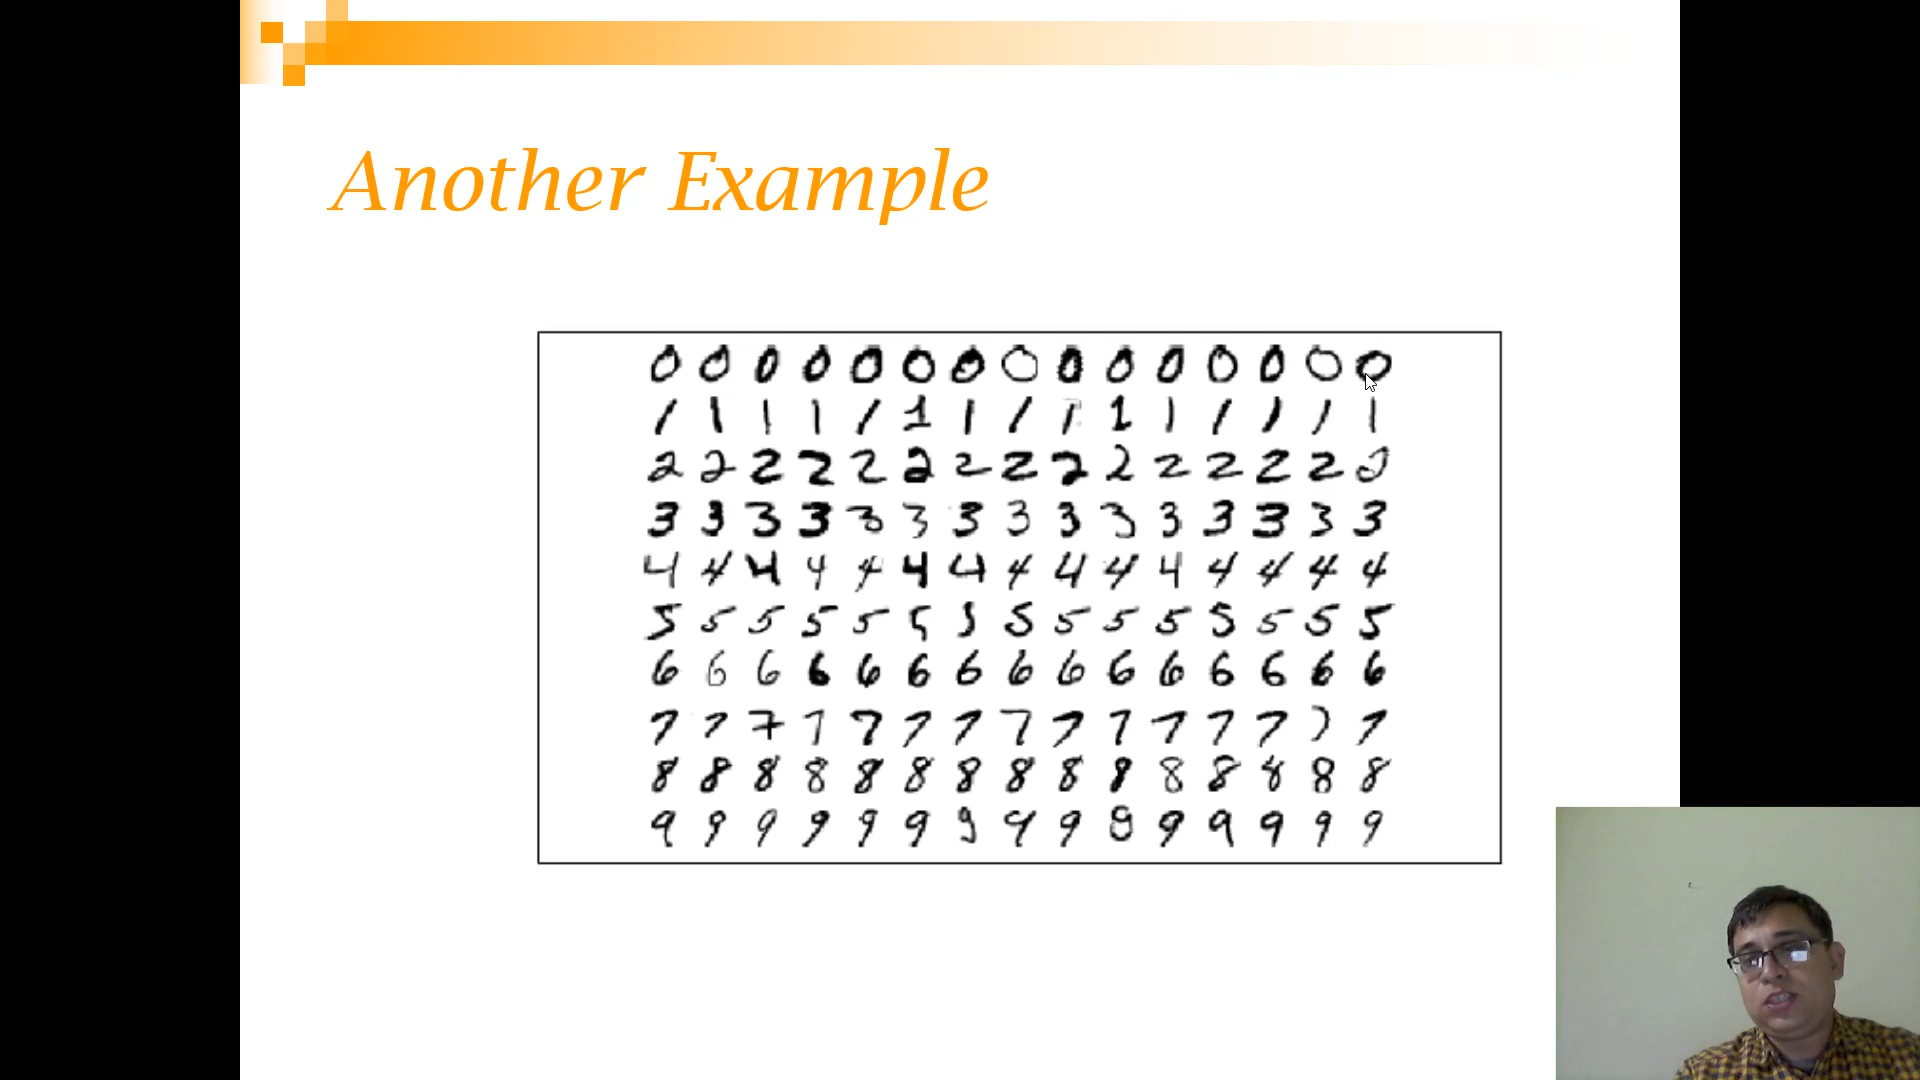 Another Example
0 0 0 0 0 0 0 0 0 0 0 0 0 0 0
1 1 1 1 1 1 1 1 1 1 1 1 1 1 1
2 2 2 2 2 2 2 2 2 2 2 2 2 2 2
3 3 3 3 3 3 3 3 3 3 3 3 3 3 3
4 4 4 4 4 4 4 4 4 4 4 4 4 4 4
5 5 5 5 5 5 5 5 5 5 5 5 5 5 5
6 6 6 6 6 6 6 6 6 6 6 6 6 6 6
7 7 7 7 7 7 7 7 7 7 7 7 7 7 7
8 8 8 8 8 8 8 8 8 8 8 8 8 8 8
9 9 9 9 9 9 9 9 9 9 9 9 9 9 9